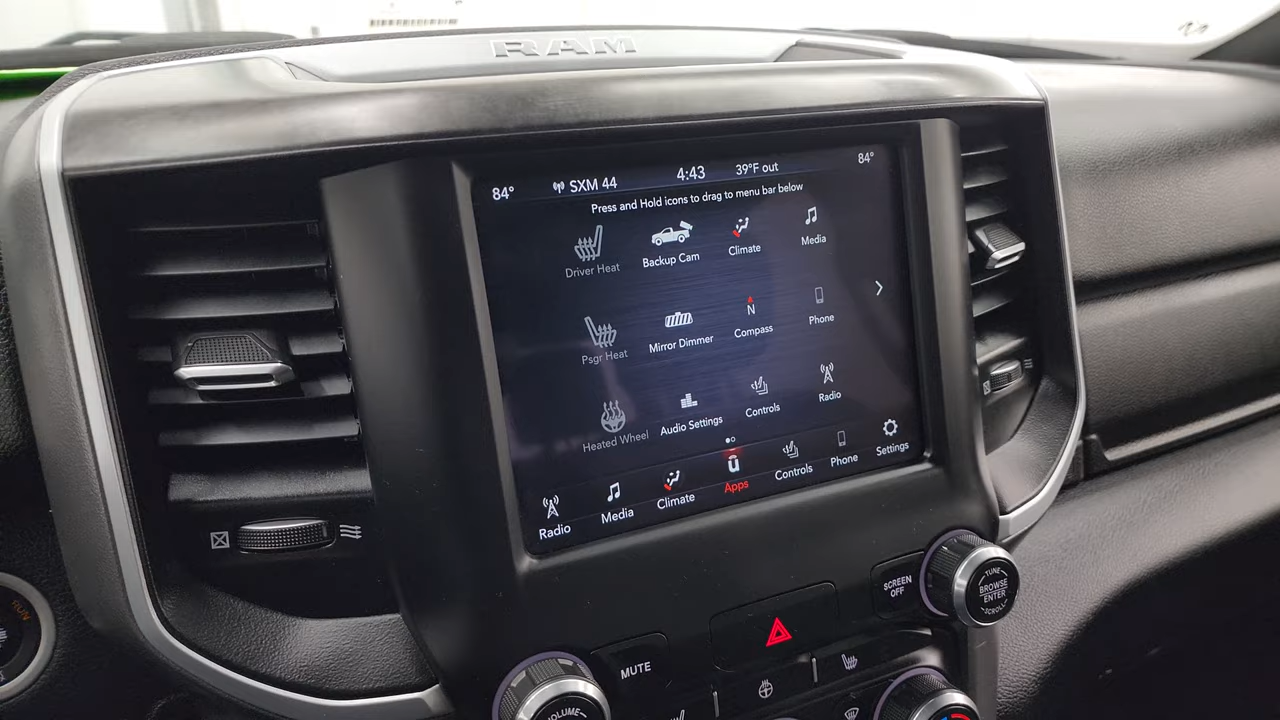 RAM
84° SXM 44 4:43 39°F out 84°
Press and Hold icons to drag to menu bar below
Driver Heat Backup Cam Climate Media
Psgr Heat Mirror Dimmer N Compass Phone
Heated Wheel Audio Settings Controls Radio
Radio Media Climate Apps Controls Phone Settings
SCREEN
OFF
TUNE
BROWSE
ENTER
SCROLL
MUTE
VOLUME
RUN